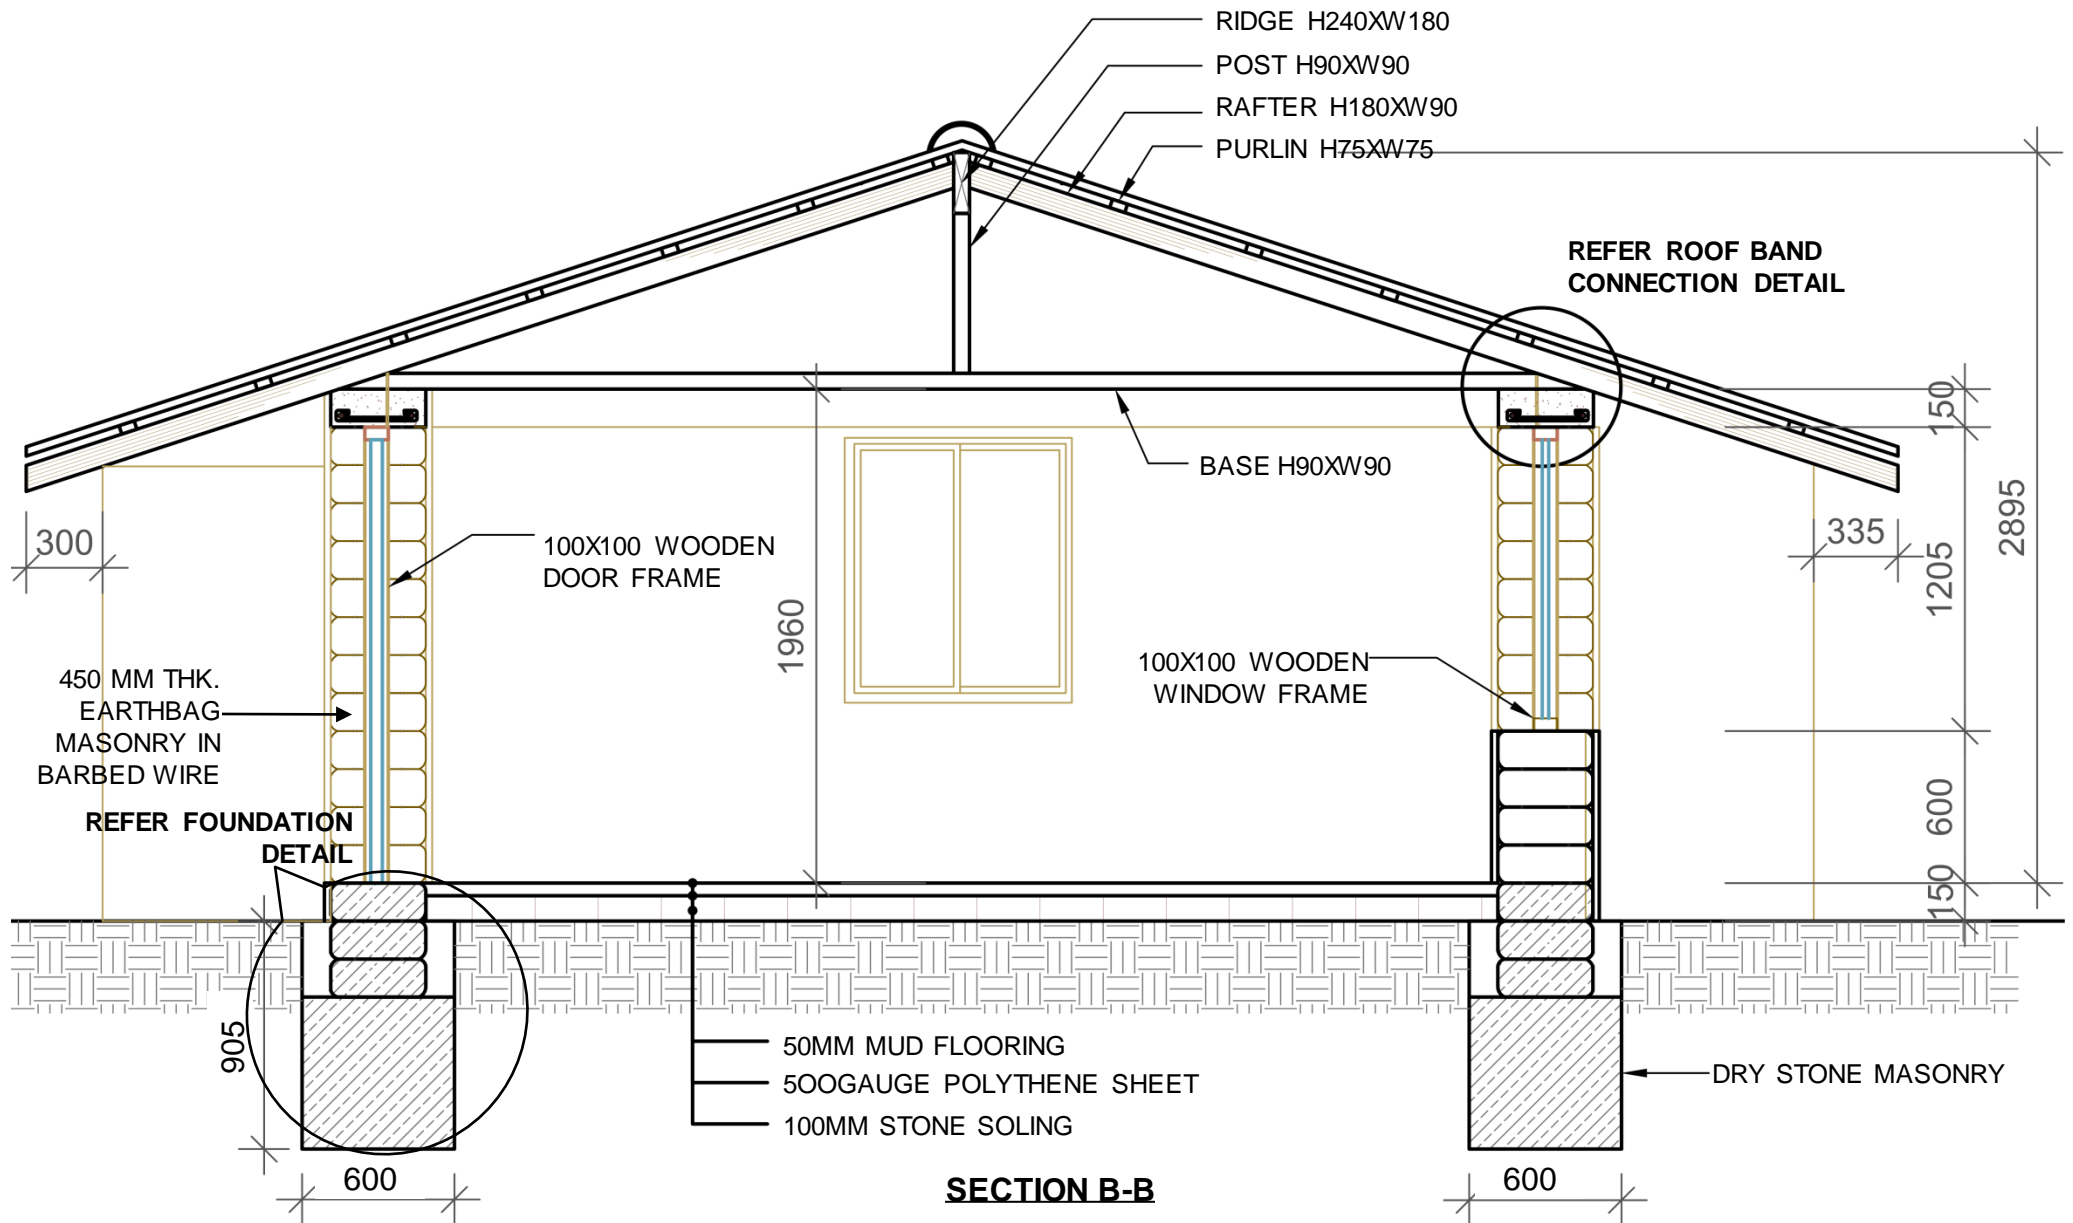 RIDGE H240XW180
POST H90XW90
RAFTER H180XW90
PURLIN H75XW75
REFER ROOF BAND
CONNECTION DETAIL
150
BASE H90XW90
2895
300
100X100 WOODEN
DOOR FRAME
335
1205
1960
100X100 WOODEN
WINDOW FRAME
450 MM THK.
EARTHBAG
MASONRY IN
BARBED WIRE
600
REFER FOUNDATION
DETAIL
150
905
50MM MUD FLOORING
5OOGAUGE POLYTHENE SHEET
100MM STONE SOLING
DRY STONE MASONRY
600
SECTION B-B
600